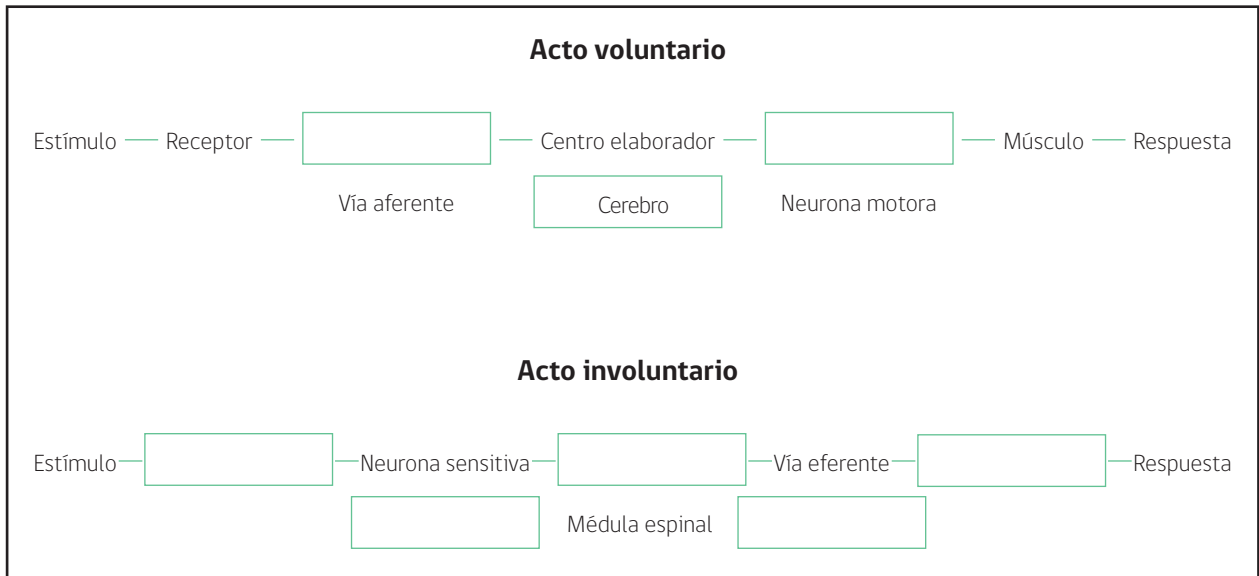 Acto voluntario
Estímulo Receptor Centro elaborador Músculo Respuesta
Vía aferente Cerebro Neurona motora
Acto involuntario
Estímulo Neurona sensitiva Vía eferente Respuesta
Médula espinal